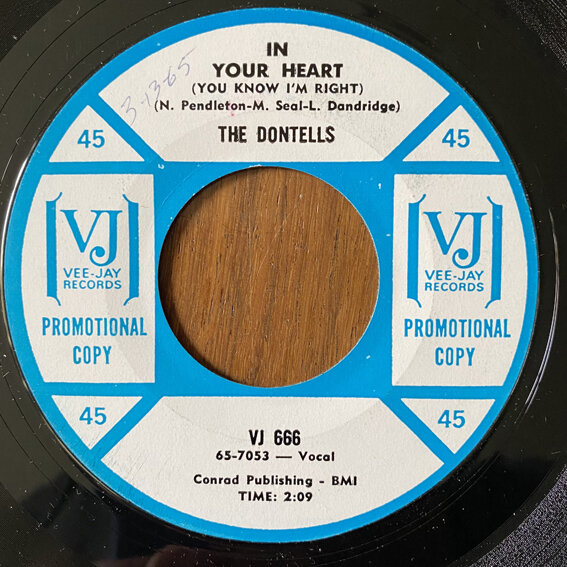 IN
YOUR HEART
(YOU KNOW I'M RIGHT)
(N. Pendleton-M. Seal-L. Dandridge)
THE DONTELLS
3-13-65
45
45
VJ
VEE-JAY
RECORDS
PROMOTIONAL
COPY
VJ
VEE-JAY
RECORDS
PROMOTIONAL
COPY
45
45
VJ 666
65-7053 — Vocal
Conrad Publishing - BMI
TIME: 2:09